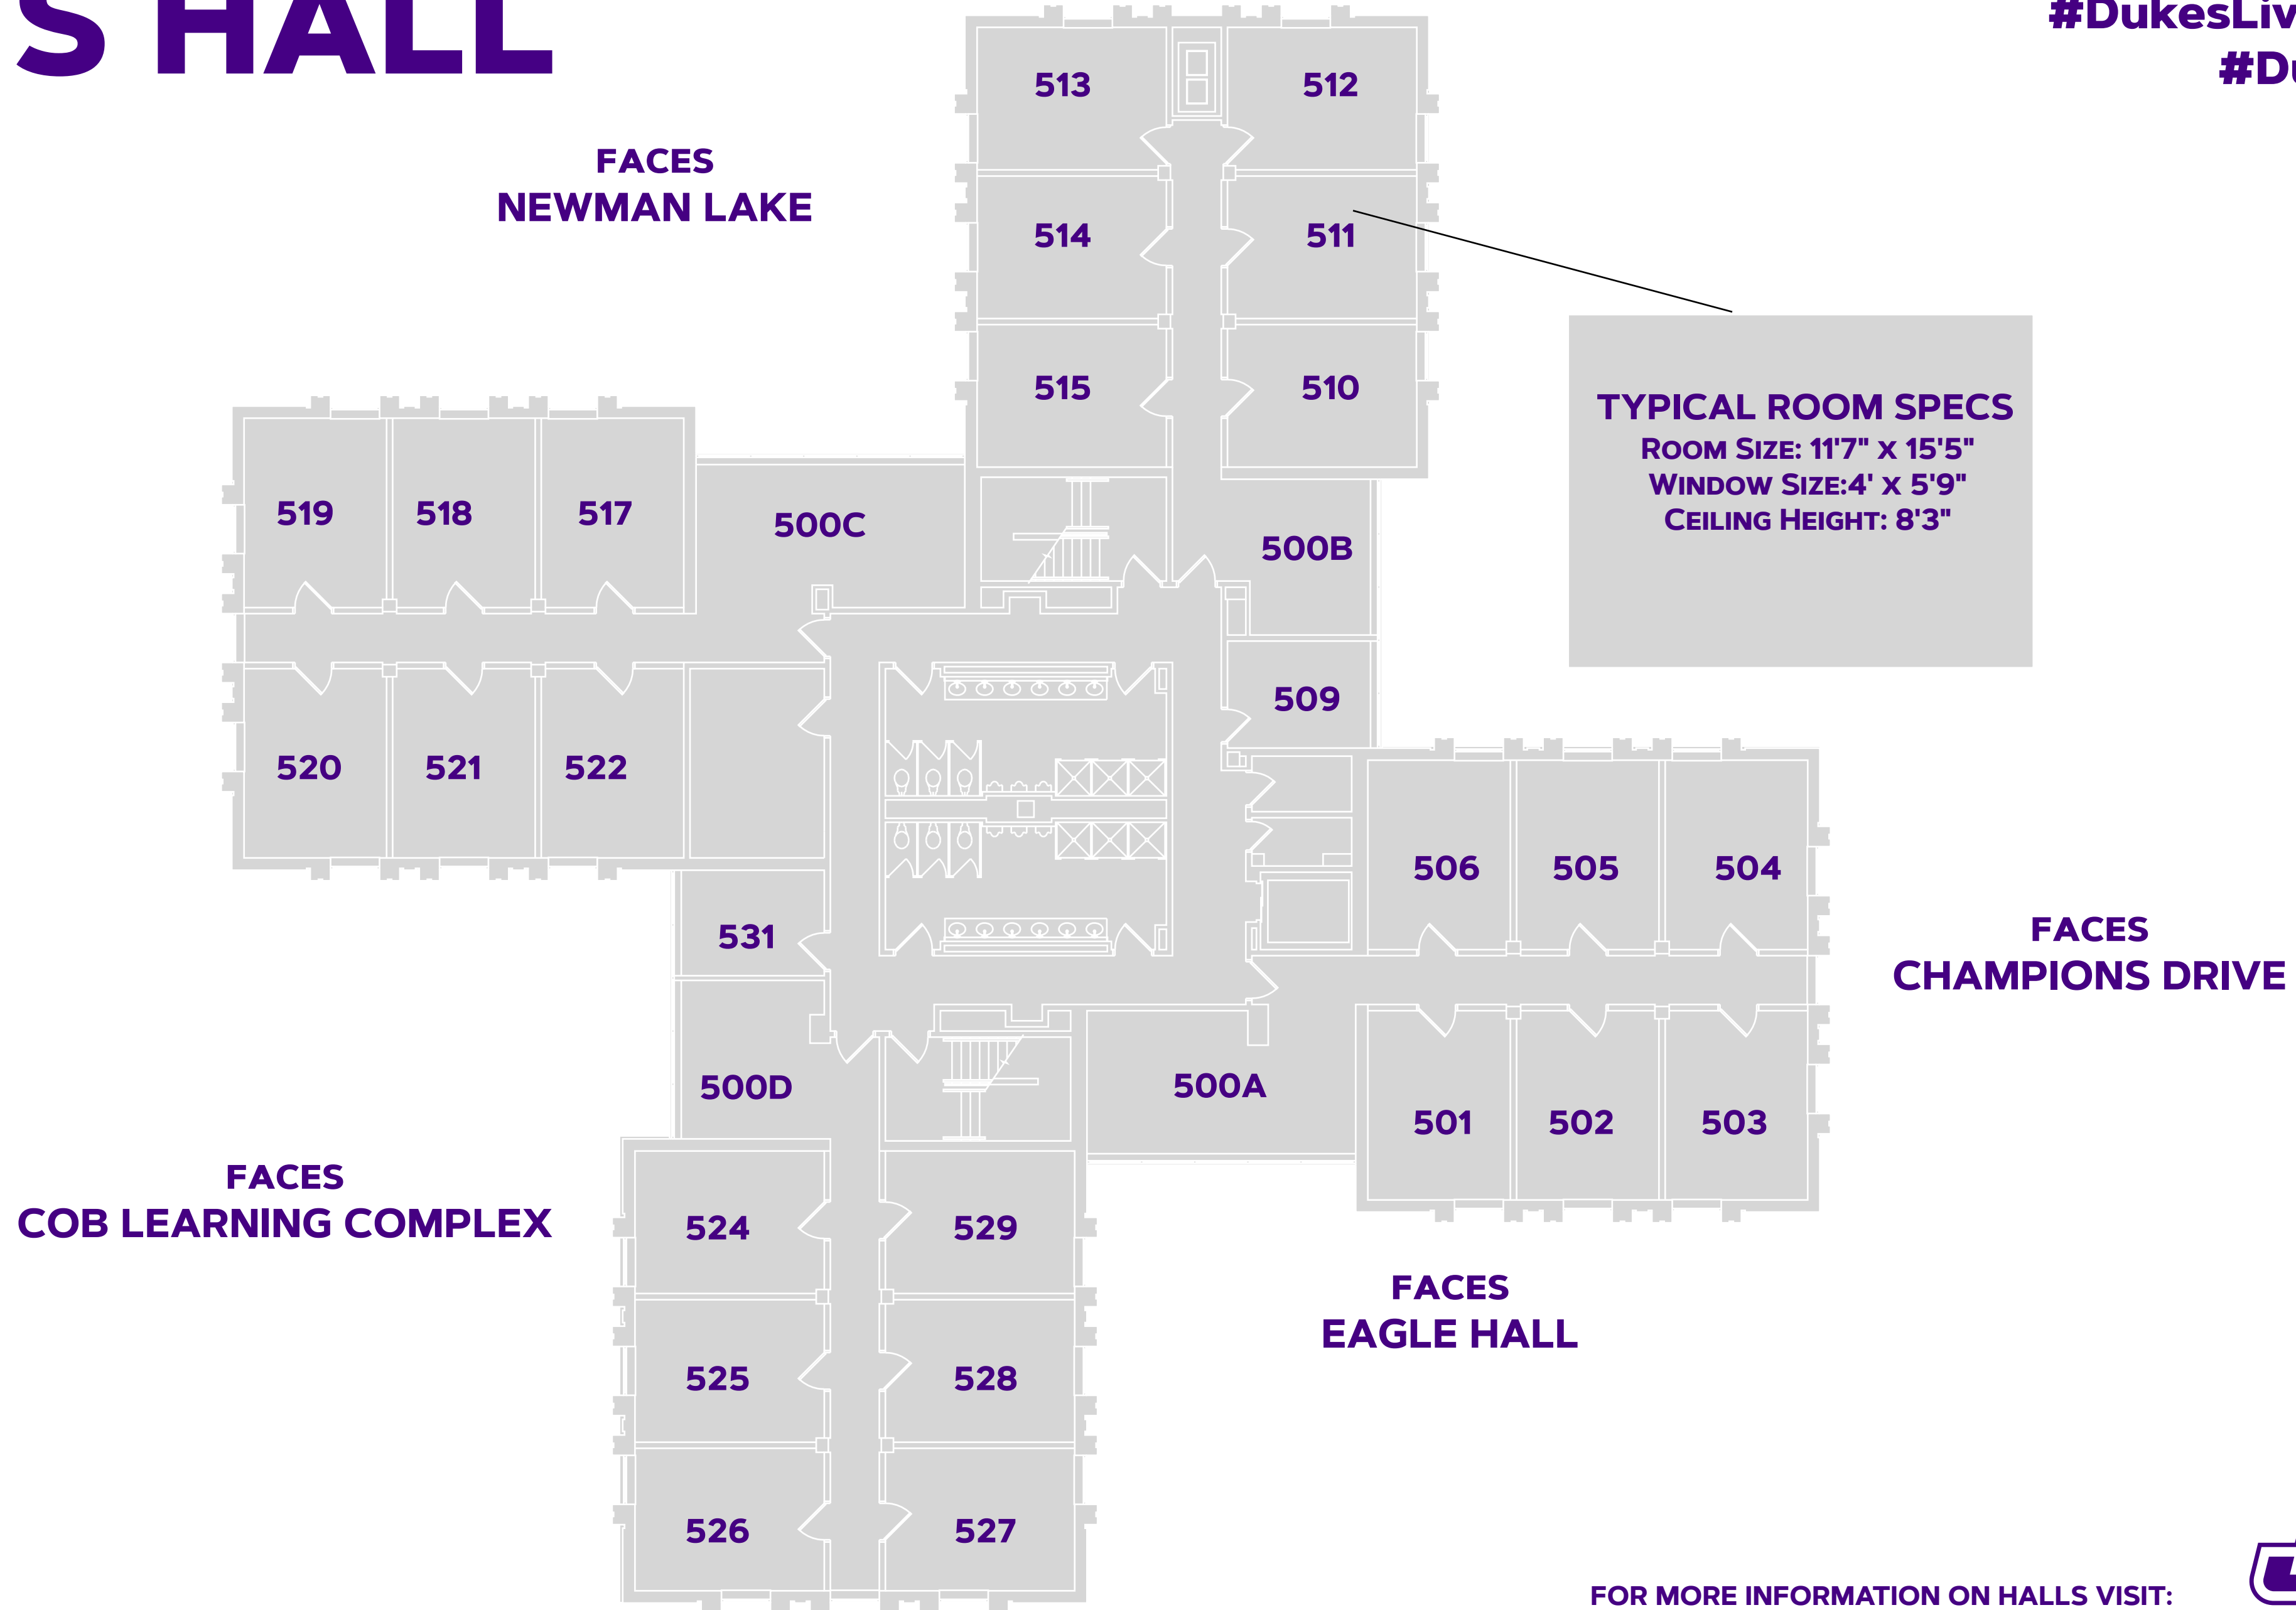 S HALL
#DukesLiv
#Du
FACES
NEWMAN LAKE
513
512
514
511
515
510
TYPICAL ROOM SPECS
ROOM SIZE: 11'7" X 15'5"
WINDOW SIZE:4' X 5'9"
CEILING HEIGHT: 8'3"
519
518
517
500C
500B
509
520
521
522
506
505
504
531
FACES
CHAMPIONS DRIVE
500D
500A
501
502
503
FACES
COB LEARNING COMPLEX
524
529
FACES
EAGLE HALL
525
528
526
527
FOR MORE INFORMATION ON HALLS VISIT: